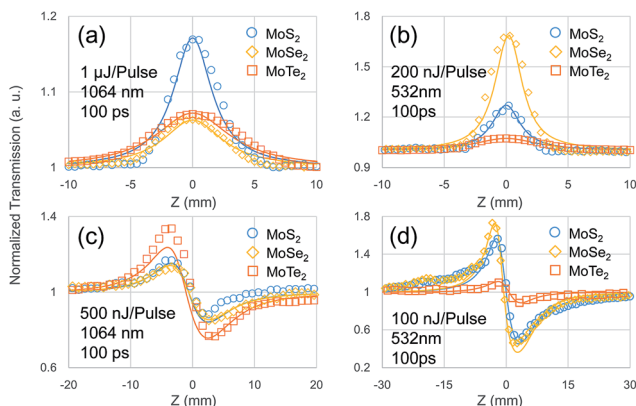 Normalized Transmission (a. u.)
(a)
1 µJ/Pulse
1064 nm
100 ps
MoS2
MoSe2
MoTe2
1.2
1.1
1
-10
-5
0
5
10
Z (mm)
(b)
200 nJ/Pulse
532nm
100ps
MoS2
MoSe2
MoTe2
1.8
1.5
1.2
0.9
-10
-5
0
5
10
Z (mm)
(c)
500 nJ/Pulse
1064 nm
100 ps
MoS2
MoSe2
MoTe2
1.4
1
0.6
-20
-10
0
10
20
Z (mm)
(d)
100 nJ/Pulse
532nm
100ps
MoS2
MoSe2
MoTe2
1.8
1.4
1.0
0.6
0.2
-30
-15
0
15
30
Z (mm)